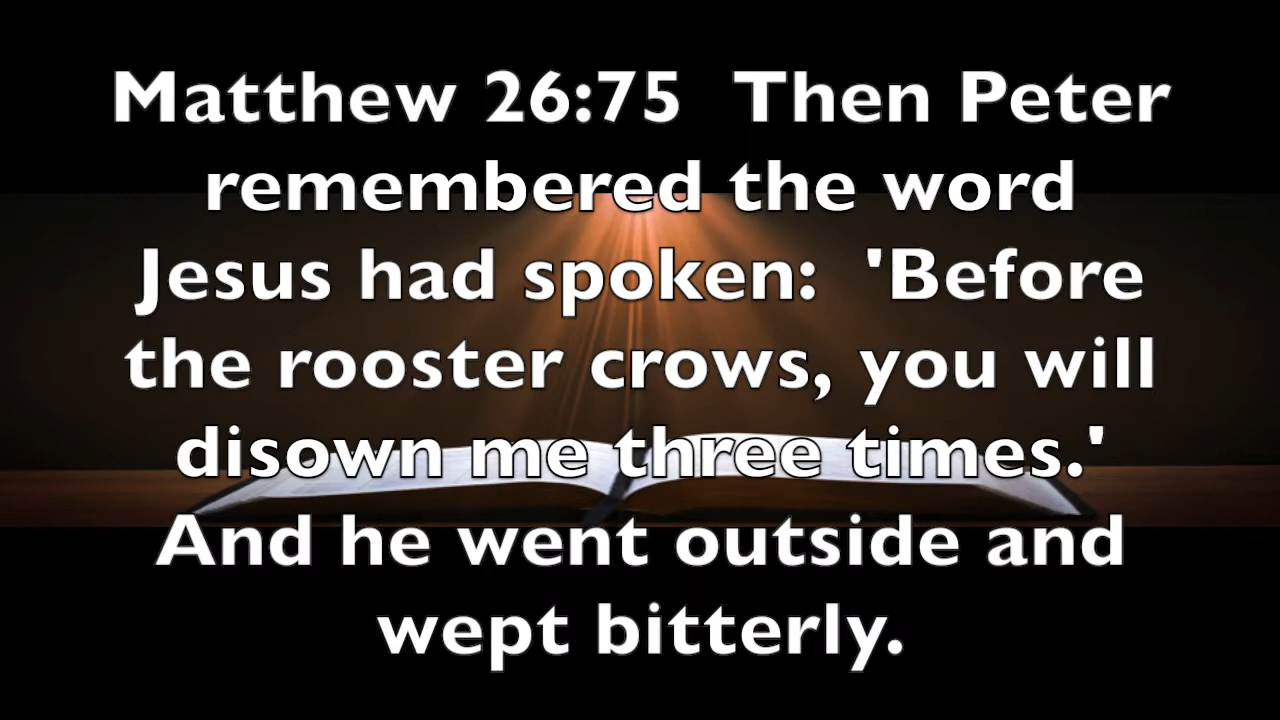 Matthew 26:75  Then Peter
remembered the word
Jesus had spoken:  'Before
the rooster crows, you will
disown me three times.'
And he went outside and
wept bitterly.